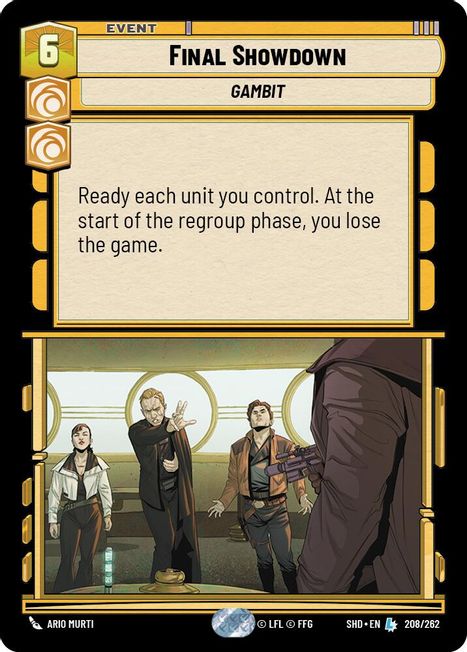 EVENT
6
FINAL SHOWDOWN
GAMBIT
Ready each unit you control. At the
start of the regroup phase, you lose
the game.
ARIO MURTI
© LFL © FFG
SHD • EN
L
208/262